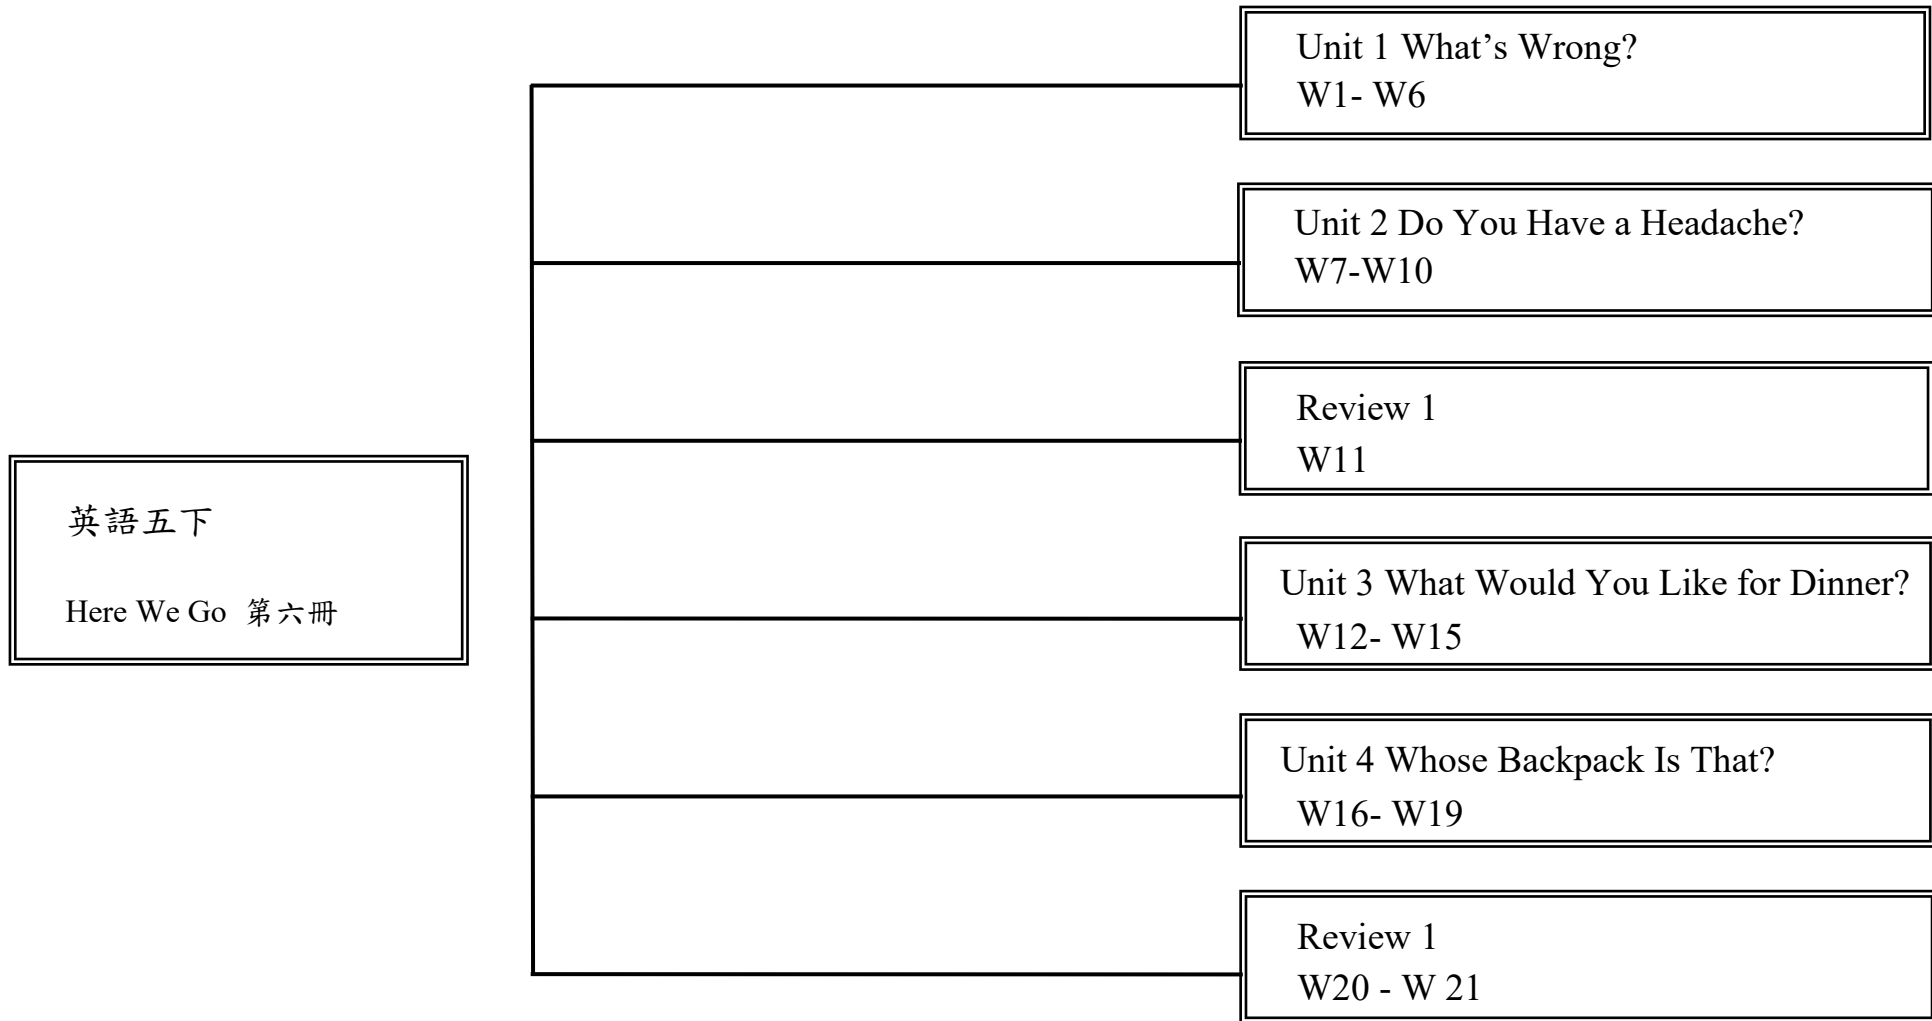 Unit 1 What’s Wrong?
W1- W6
Unit 2 Do You Have a Headache?
W7-W10
Review 1
W11
英語五下
Here We Go 第六冊
Unit 3 What Would You Like for Dinner?
W12- W15
Unit 4 Whose Backpack Is That?
W16- W19
Review 1
W20 - W 21